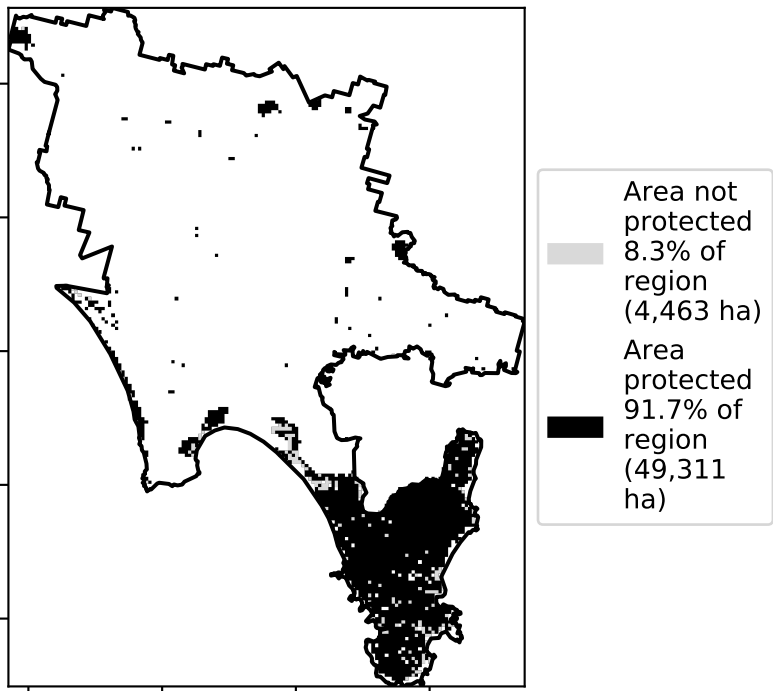 Area not
protected
8.3% of
region
(4,463 ha)
Area
protected
91.7% of
region
(49,311
ha)